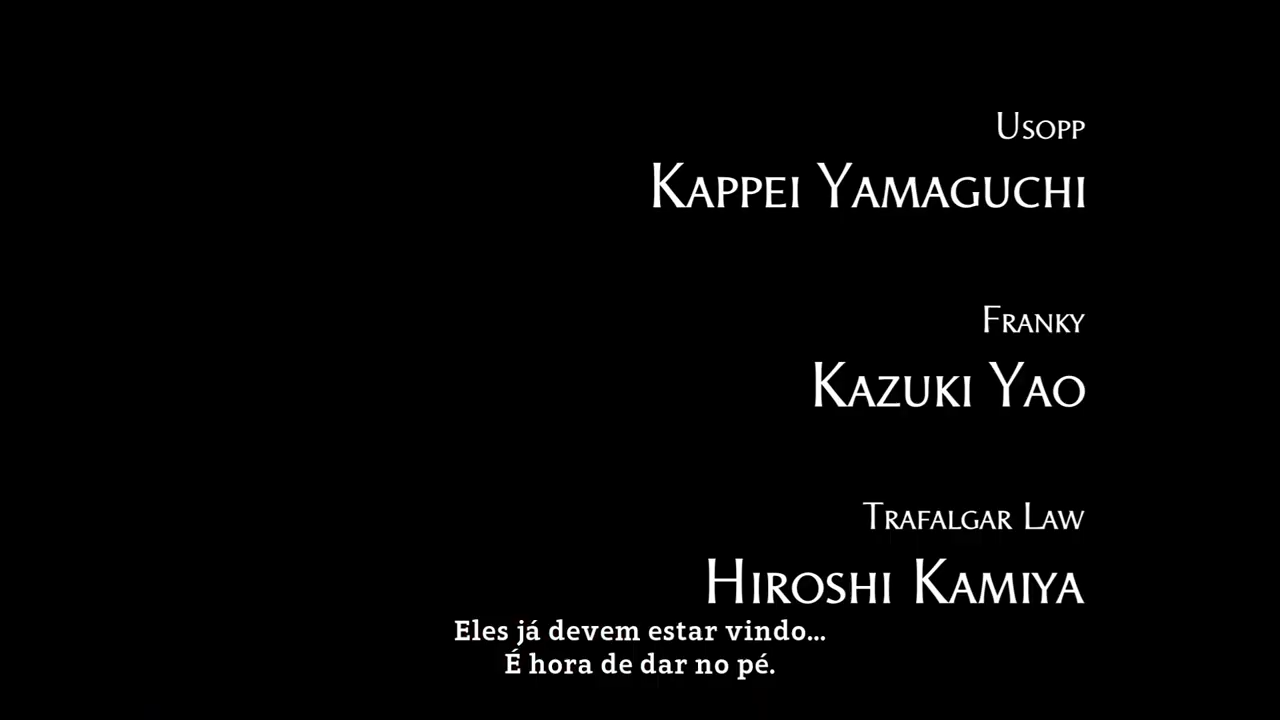 Usopp
Kappei Yamaguchi
Franky
Kazuki Yao
Trafalgar Law
Hiroshi Kamiya
Eles já devem estar vindo...
É hora de dar no pé.